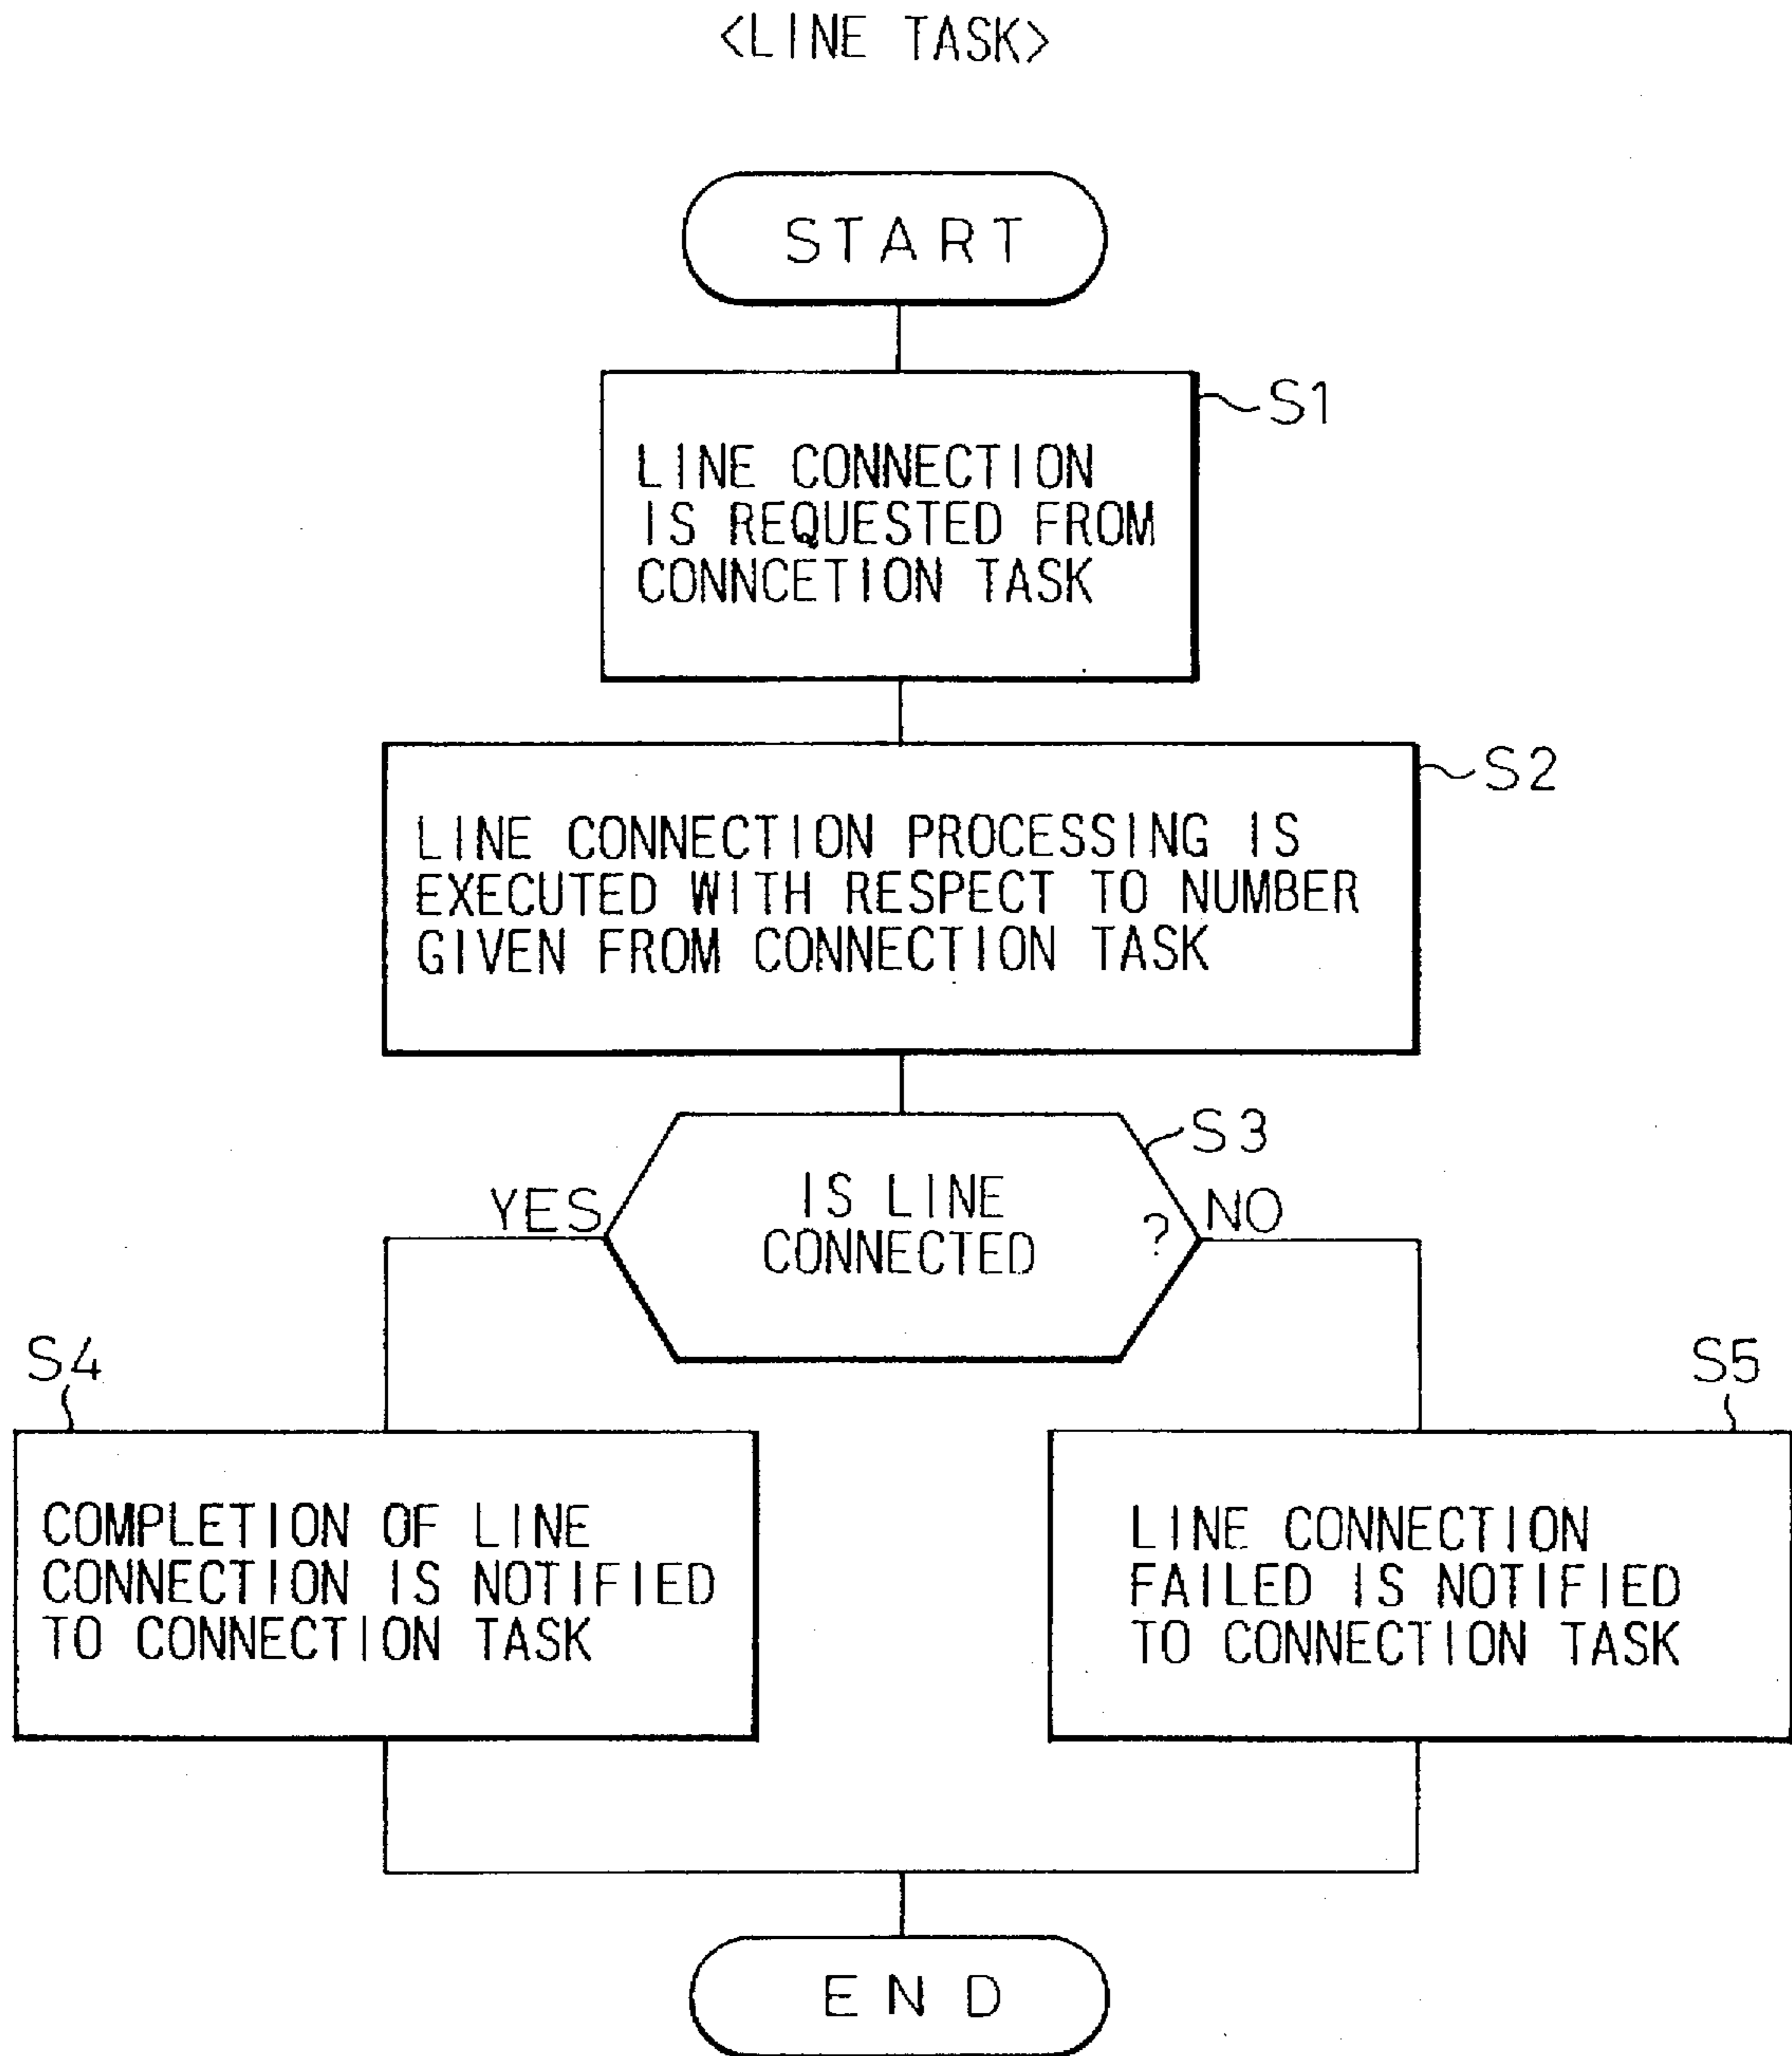 <LINE TASK>
START
S1
LINE CONNECTION
IS REQUESTED FROM
CONNCETION TASK
S2
LINE CONNECTION PROCESSING IS
EXECUTED WITH RESPECT TO NUMBER
GIVEN FROM CONNECTION TASK
S3
IS LINE
CONNECTED ?
YES
NO
S4
COMPLETION OF LINE
CONNECTION IS NOTIFIED
TO CONNECTION TASK
S5
LINE CONNECTION
FAILED IS NOTIFIED
TO CONNECTION TASK
END